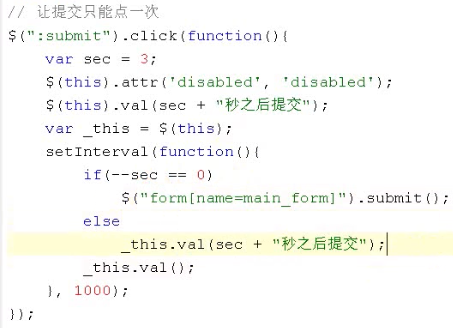 // 让提交只能点一次
$(":submit").click(function(){
    var sec = 3;
    $(this).attr('disabled', 'disabled');
    $(this).val(sec + "秒之后提交");
    var _this = $(this);
    setInterval(function(){
        if(--sec == 0)
            $("form[name=main_form]").submit();
        else
            _this.val(sec + "秒之后提交");
        _this.val();
    }, 1000);
});